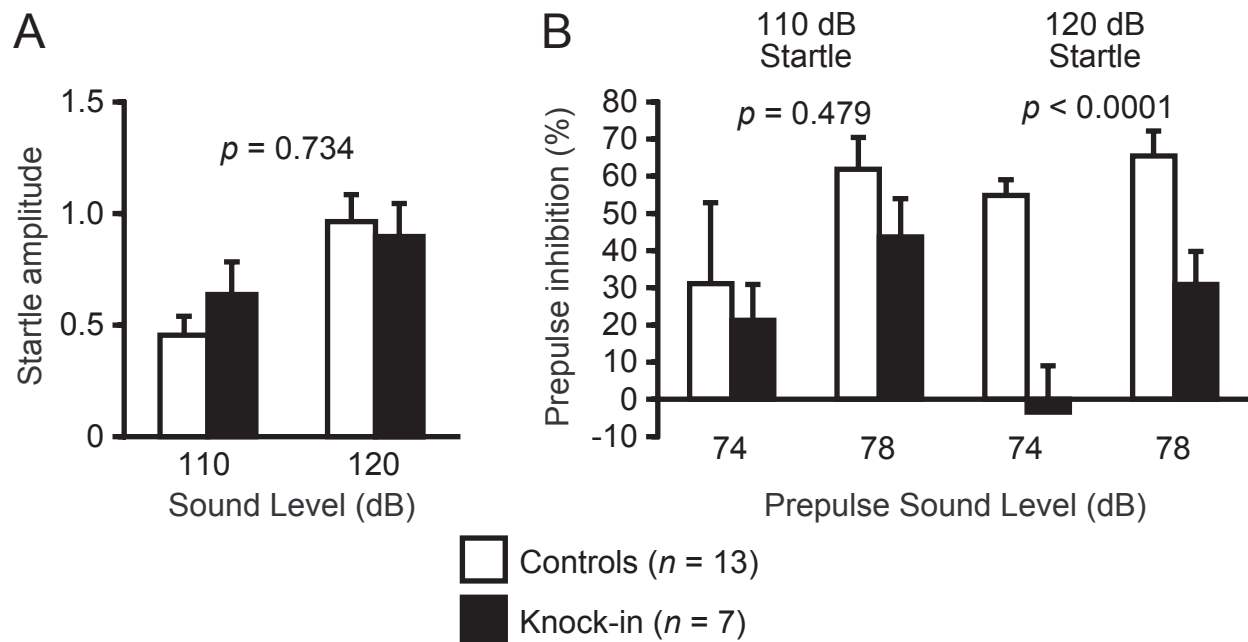 A
Startle amplitude
1.5
1.0
0.5
0
p = 0.734
110
120
Sound Level (dB)
B
110 dB
Startle
120 dB
Startle
Prepulse inhibition (%)
80
70
60
50
40
30
20
10
0
-10
p = 0.479
p < 0.0001
74
78
74
78
Prepulse Sound Level (dB)
Controls (n = 13)
Knock-in (n = 7)